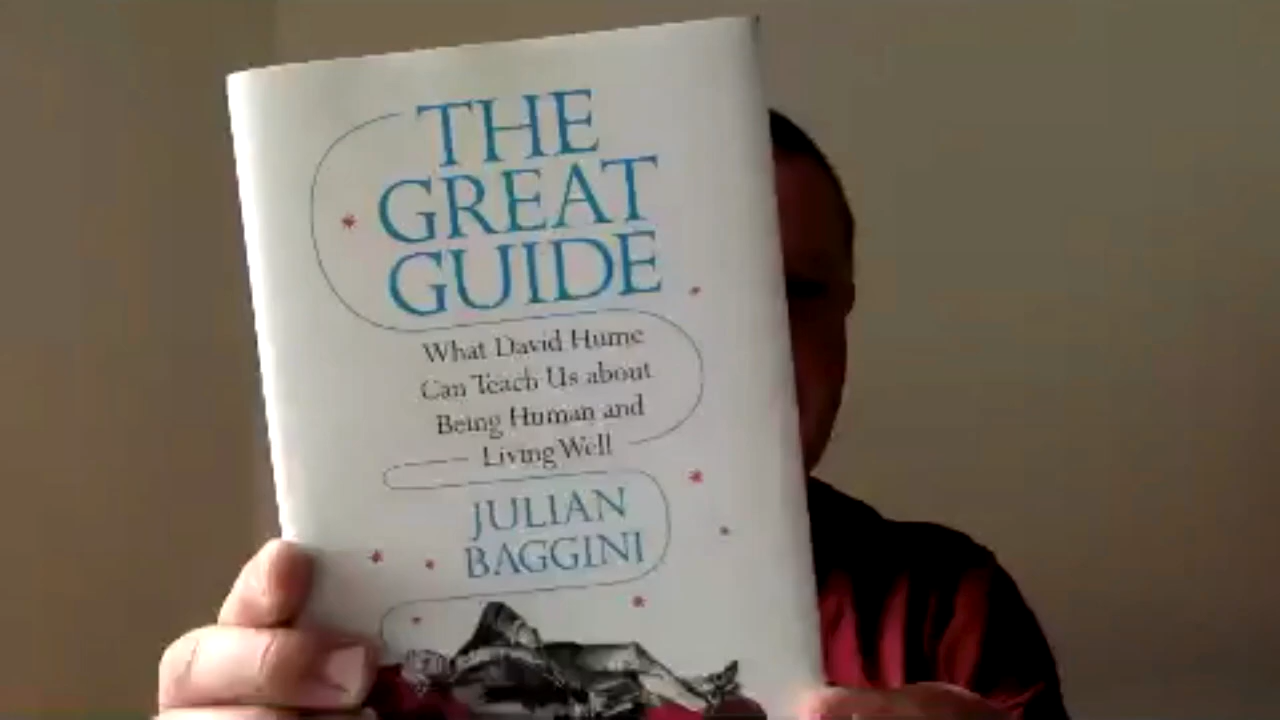 THE
GREAT
GUIDE
What David Hume
Can Teach Us about
Being Human and
Living Well
JULIAN
BAGGINI